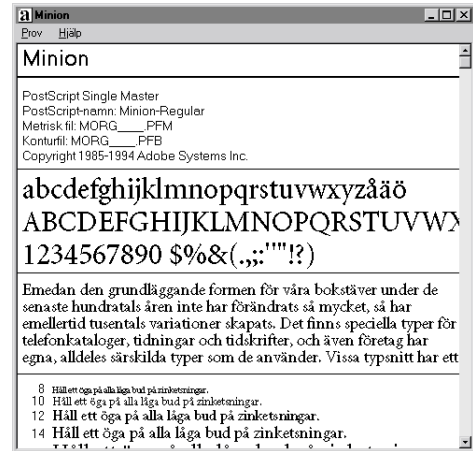 a Minion
Prov Hjälp
Minion
PostScript Single Master
PostScript-namn: Minion-Regular
Metrisk fil: MORG____.PFM
Konturfil: MORG____.PFB
Copyright 1985-1994 Adobe Systems Inc.
abcdefghijklmnopqrstuvwxyzåäö
ABCDEFGHIJKLMNOPQRSTUVWX
1234567890 $%&(.,;:'""!?)
Emedan den grundläggande formen för våra bokstäver under de
senaste hundratals åren inte har förändrats så mycket, så har
emellertid tusentals variationer skapats. Det finns speciella typer för
telefonkataloger, tidningar och tidskrifter, och även företag har
egna, alldeles särskilda typer som de använder. Vissa typsnitt har ett
8 Håll ett öga på alla låga bud på zinketsningar.
10 Håll ett öga på alla låga bud på zinketsningar.
12 Håll ett öga på alla låga bud på zinketsningar.
14 Håll ett öga på alla låga bud på zinketsningar.